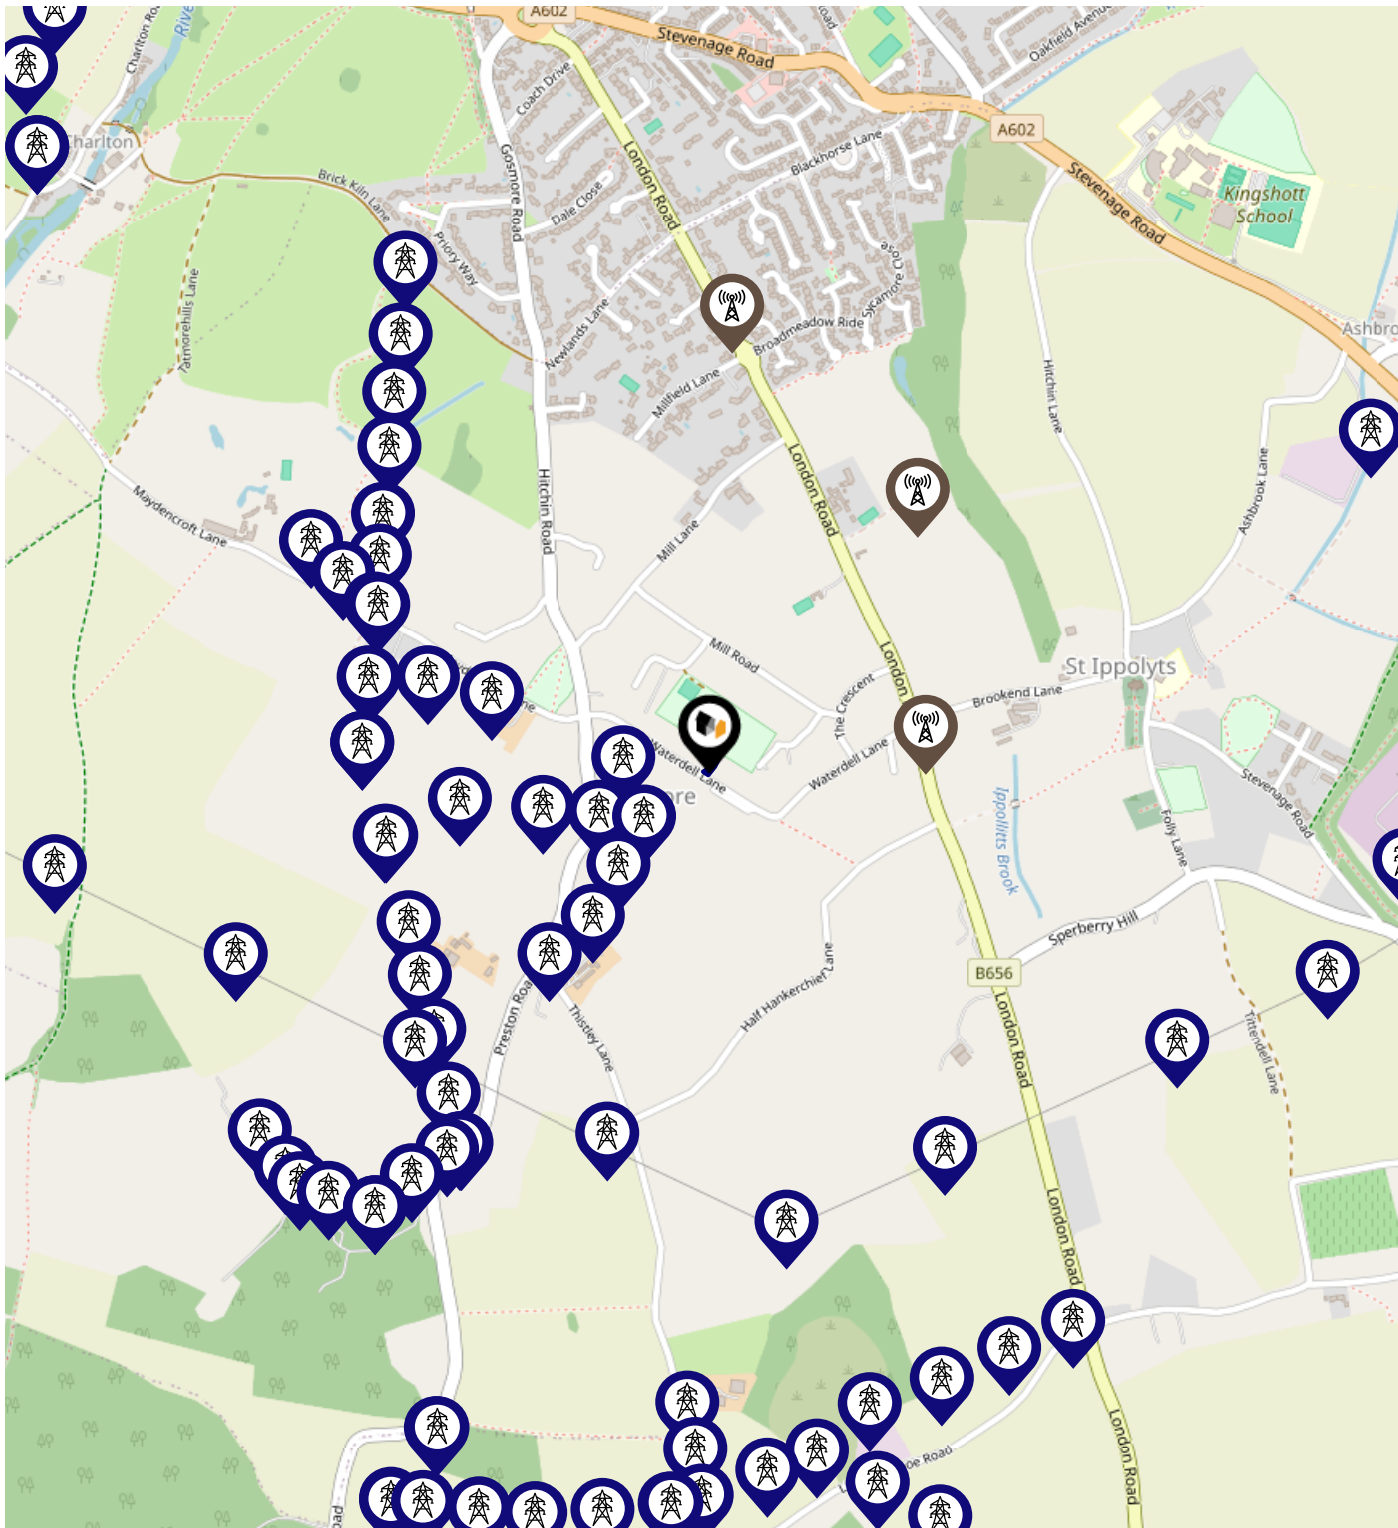 A602
Stevenage Road
Oakfield Avenue
Road
Charlton
River
Coach Drive
Gosmore Road
London Road
Blackhorse Lane
A602
Stevenage Road
Kingshott
School
Brick Kiln Lane
Dale Close
Priory Way
Tatmorehills Lane
Newlands Lane
Sycamore Close
Broadmeadow Ride
Millfield Lane
Hitchin Lane
Ashbro
Maydencroft Lane
Hitchin Road
London Road
Mill Lane
Ashbrook Lane
Mill Road
London
St Ippolyts
The Crescent
Brookend Lane
Waterdell Lane
Waterdell Lane
ore
Ippollitts Brook
Stevenage Road
Folly Lane
Sperberry Hill
B656
Half Hankerchief Lane
Preston Roa
Thistley Lane
London Road
Tittendell Lane
London Road
London Road
oe Road
oad